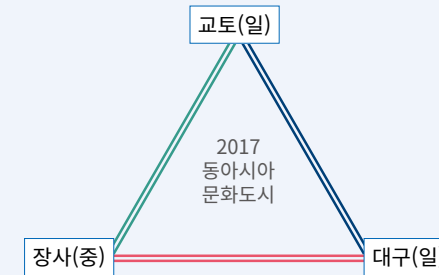 교토(일)
2017
동아시아
문화도시
장사(중)
대구(일